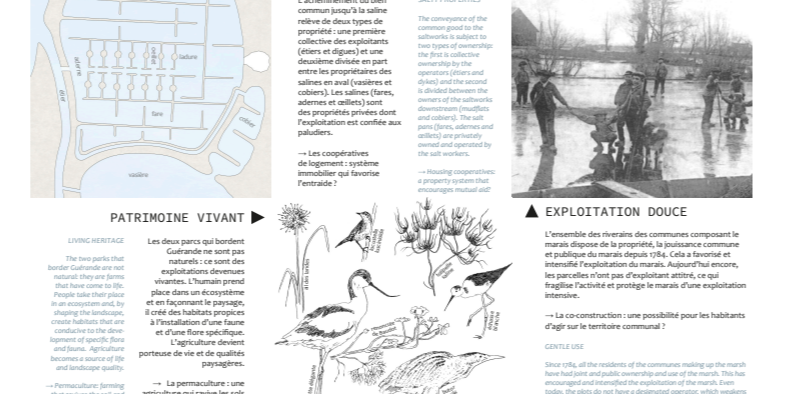 L'acheminement du bien
commun jusqu'à la saline
relève de deux types de
propriété : une première
collective des exploitants
(étiers et digues) et une
deuxième divisée en part
entre les propriétaires des
salines en aval (vasières et
cobiers). Les salines (fares,
adernes et œillets) sont
des propriétés privées dont
l'exploitation est confiée aux
paludiers.
→ Les coopératives
de logement : système
immobilier qui favorise
l'entraide ?
SALTY PROPERTIES
The conveyance of the
common good to the
saltworks is subject to
two types of ownership:
the first is collective
ownership by the
operators (étiers and
dykes) and the second
is divided between the
owners of the saltworks
downstream (mudflats
and cobiers). The salt
pans (fares, adernes and
œillets) are privately
owned and operated by
the salt workers.
→ Housing cooperatives:
a property system that
encourages mutual aid?
étier
aderne
œillet
ladure
fare
cobier
vasière
PATRIMOINE VIVANT ▶
LIVING HERITAGE
The two parks that
border Guérande are not
natural: they are farms
that have come to life.
People take their place
in an ecosystem and, by
shaping the landscape,
create habitats that are
conducive to the deve-
lopment of specific flora
and fauna. Agriculture
becomes a source of life
and landscape quality.
→ Permaculture: farming
Les deux parcs qui bordent
Guérande ne sont pas
naturels : ce sont des
exploitations devenues
vivantes. L'humain prend
place dans un écosystème
et en façonnant le paysage,
il créé des habitats propices
à l'installation d'une faune
et d'une flore spécifique.
L'agriculture devient
porteuse de vie et de qualités
paysagères.
→ La permaculture : une
agriculture qui ravive les sols
▲ EXPLOITATION DOUCE
L'ensemble des riverains des communes composant le
marais dispose de la propriété, la jouissance commune
et publique du marais depuis 1784. Cela a favorisé et
intensifié l'exploitation du marais. Aujourd'hui encore,
les parcelles n'ont pas d'exploitant attitré, ce qui
fragilise l'activité et protège le marais d'une exploitation
intensive.
→ La co-construction : une possibilité pour les habitants
d'agir sur le territoire communal ?
GENTLE USE
Since 1784, all the residents of the communes making up the marsh
have had joint and public ownership and use of the marsh. This has
encouraged and intensified the exploitation of the marsh. Even
today, the plots do not have a designated operator, which weakens